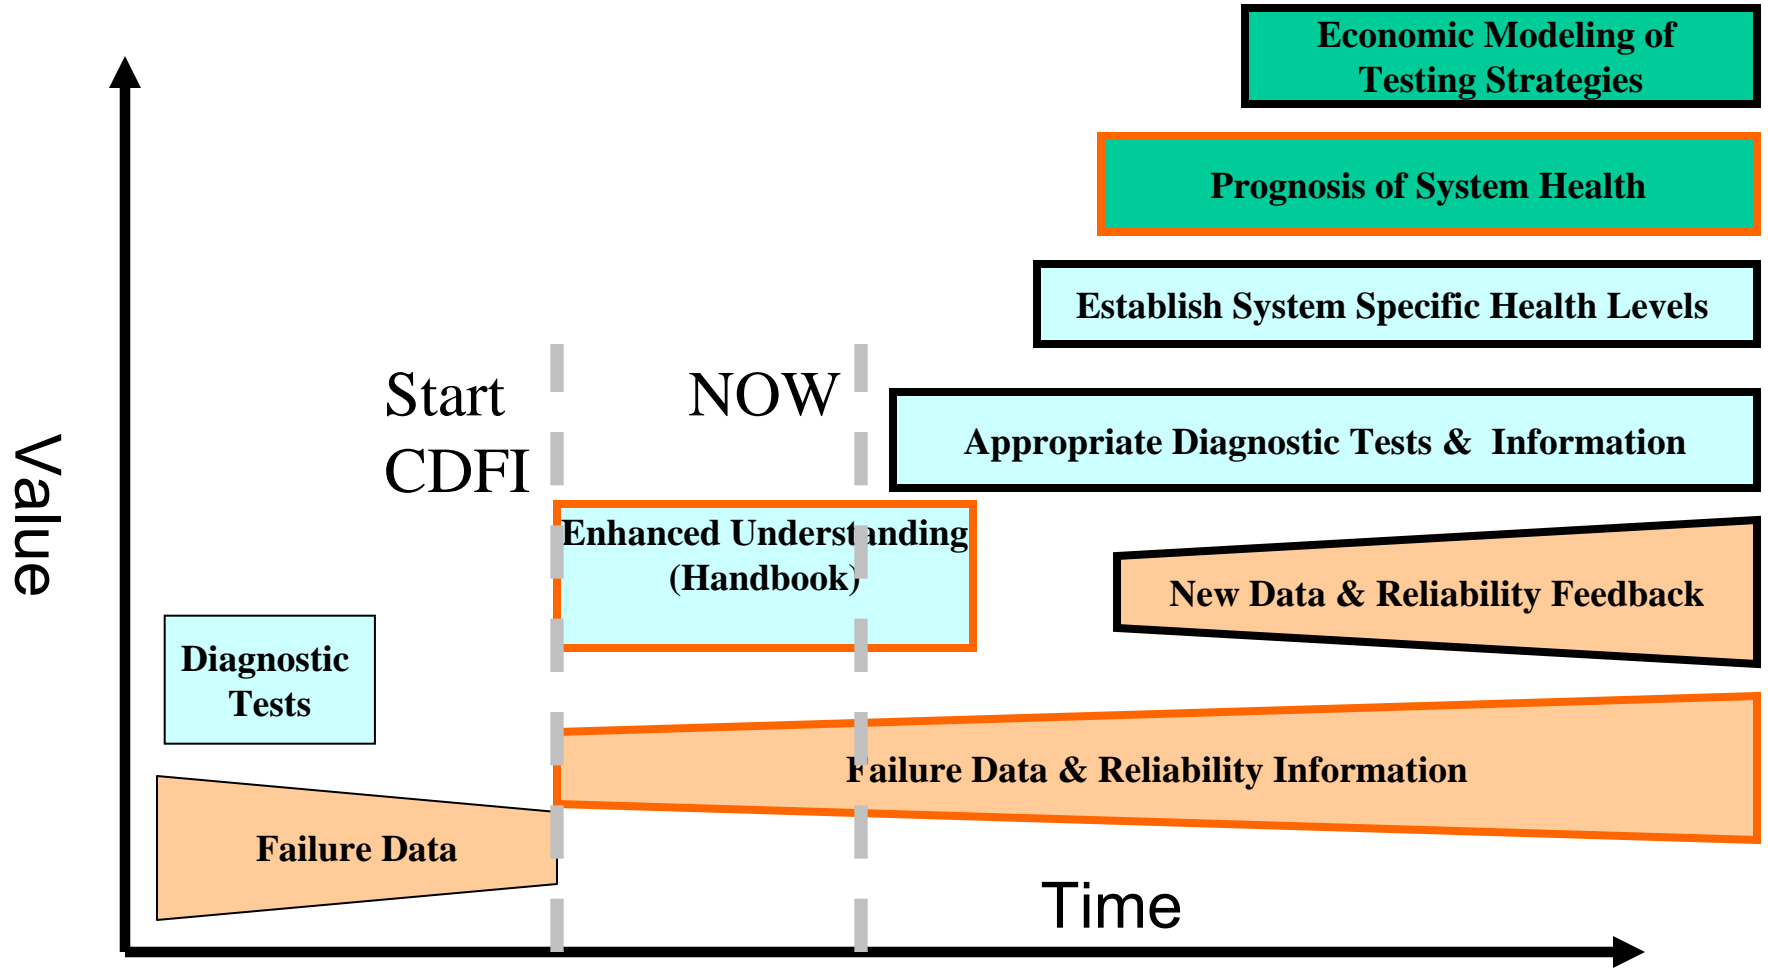 Economic Modeling of
Testing Strategies
Prognosis of System Health
Establish System Specific Health Levels
Start
CDFI
NOW
Appropriate Diagnostic Tests & Information
Value
Enhanced Understanding
(Handbook)
New Data & Reliability Feedback
Diagnostic
Tests
Failure Data & Reliability Information
Failure Data
Time